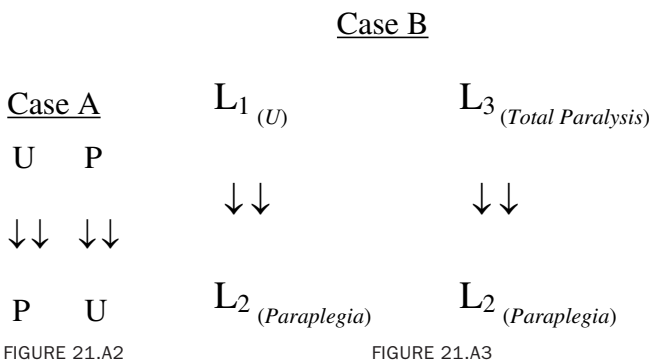 Case B
Case A
L1 (U) L3 (Total Paralysis)
U P
↓↓ ↓↓
↓↓ ↓↓
P U
L2 (Paraplegia) L2 (Paraplegia)
FIGURE 21.A2 FIGURE 21.A3